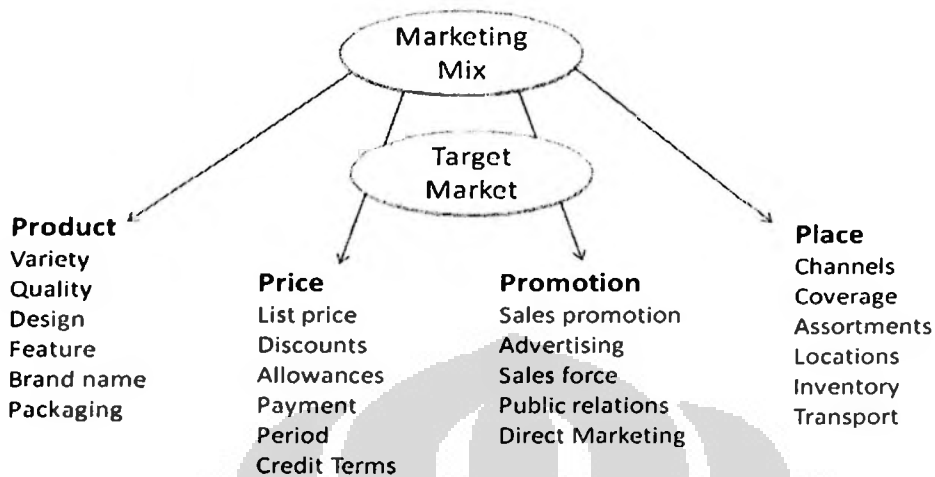 Marketing
Mix
Target
Market
Product
Variety
Quality
Design
Feature
Brand name
Packaging
Price
List price
Discounts
Allowances
Payment
Period
Credit Terms
Promotion
Sales promotion
Advertising
Sales force
Public relations
Direct Marketing
Place
Channels
Coverage
Assortments
Locations
Inventory
Transport